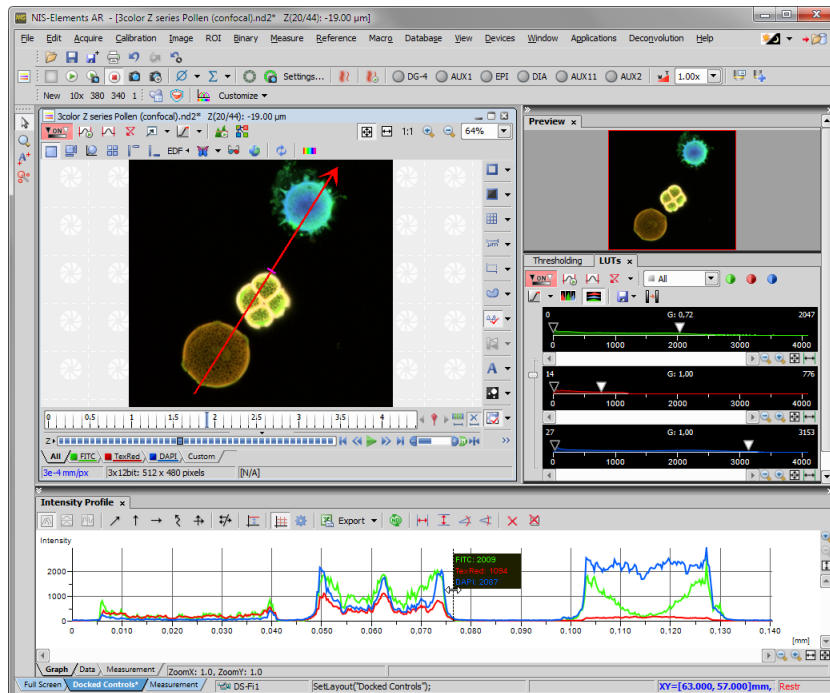 NIS-Elements AR - [3color Z series Pollen (confocal).nd2*  Z(20/44): -19.00 µm]
File Edit Acquire Calibration Image ROI Binary Measure Reference Macro Database View Devices Window Applications Deconvolution Help
Settings... DG-4 AUX1 EPI DIA AUX11 AUX2 1.00x
New 10x 380 340 1 Customize
3color Z series Pollen (confocal).nd2*  Z(20/44): -19.00 µm
ON 1:1 64%
EDF
Preview x
Thresholding LUTs x
ON All
0 G: 0,72 2047
0 1000 2000 3000 4000
14 G: 1,00 776
0 1000 2000 3000 4000
27 G: 1,00 3153
0 1000 2000 3000 4000
0 0.5 1 1.5 2 2.5 3 3.5 4
Z
All FITC TexRed DAPI Custom
3e-4 mm/px 3x12bit: 512 x 480 pixels [N/A]
Intensity Profile x
Export
Intensity
FITC: 2009
TexRed: 1094
DAPI: 2087
2000
1000
0
0 0.010 0.020 0.030 0.040 0.050 0.060 0.070 0.080 0.090 0.100 0.110 0.120 0.130 0.140
[mm]
Graph Data Measurement ZoomX: 1.0, ZoomY: 1.0
Full Screen Docked Controls* Measurement DS-Fi1 SetLayout("Docked Controls"); XY=[63.000, 57.000]mm, Restr